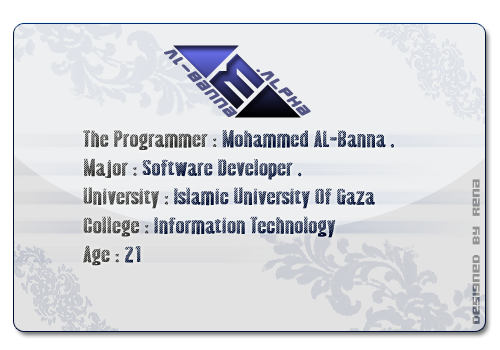 AL-Banna
M
.Alpha
The Programmer : Mohammed AL-Banna .
Major : Software Developer .
University : Islamic University Of Gaza
College : Information Technology
Age : 21
Designed by Rena